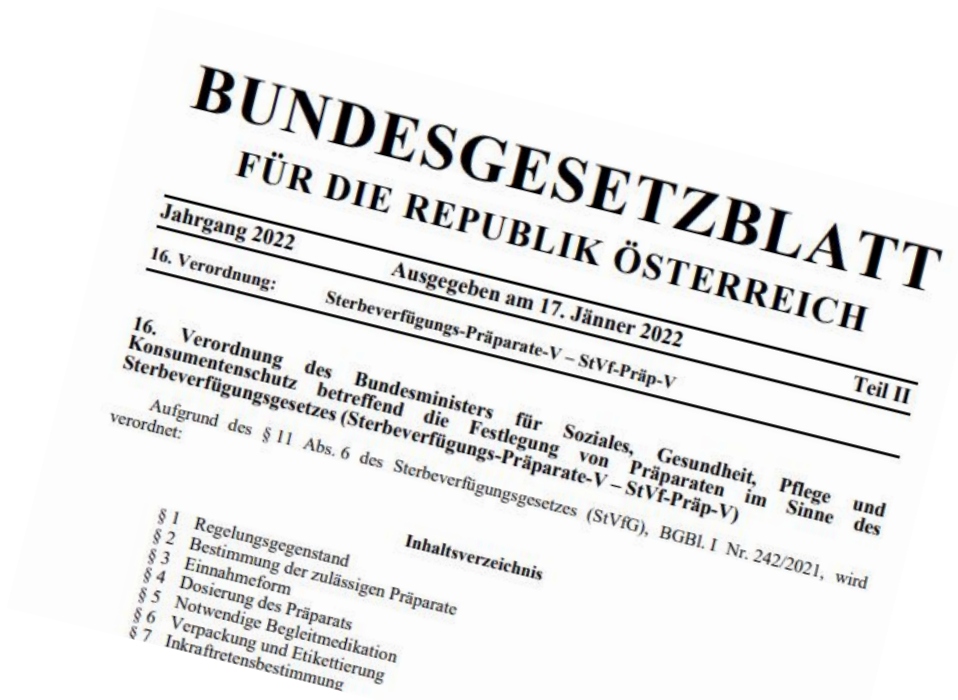 BUNDESGESETZBLATT
FÜR DIE REPUBLIK ÖSTERREICH
Jahrgang 2022 Ausgegeben am 17. Jänner 2022 Teil II
16. Verordnung: Sterbeverfügungs-Präparate-V – StVf-Präp-V
16. Verordnung des Bundesministers für Soziales, Gesundheit, Pflege und
Konsumentenschutz betreffend die Festlegung von Präparaten im Sinne des
Sterbeverfügungsgesetzes (Sterbeverfügungs-Präparate-V – StVf-Präp-V)
Aufgrund des § 11 Abs. 6 des Sterbeverfügungsgesetzes (StVfG), BGBl. I Nr. 242/2021, wird
verordnet:
Inhaltsverzeichnis
§ 1 Regelungsgegenstand
§ 2 Bestimmung der zulässigen Präparate
§ 3 Einnahmeform
§ 4 Dosierung des Präparats
§ 5 Notwendige Begleitmedikation
§ 6 Verpackung und Etikettierung
§ 7 Inkraftretensbestimmung